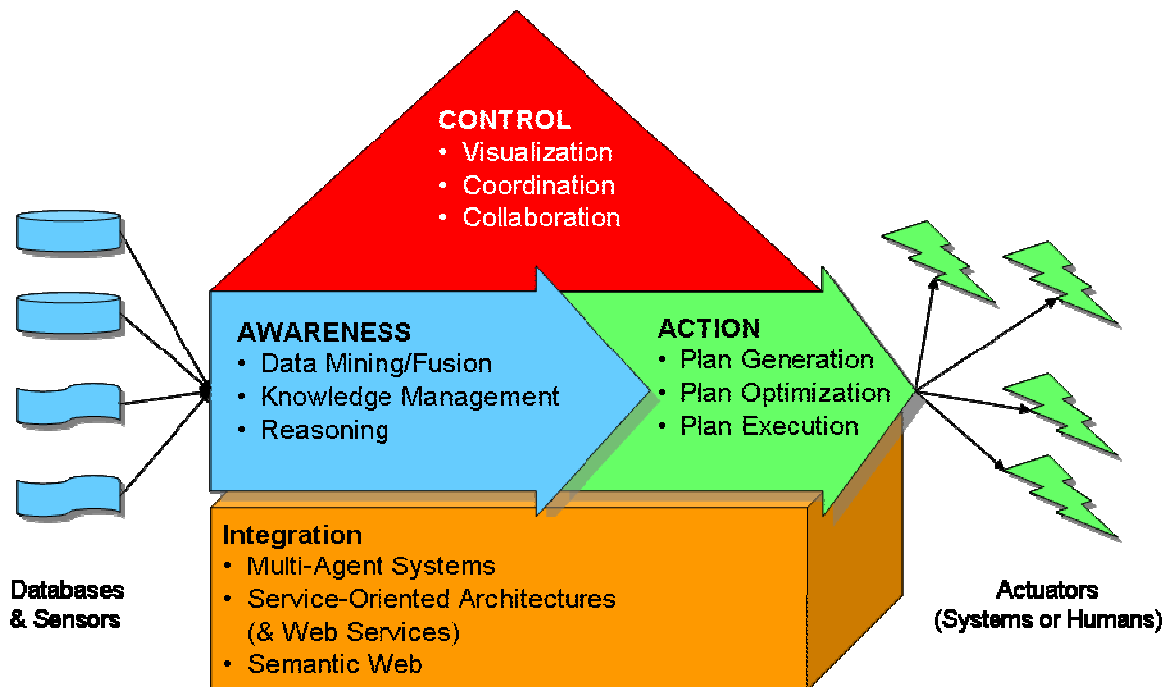 CONTROL
• Visualization
• Coordination
• Collaboration
AWARENESS
• Data Mining/Fusion
• Knowledge Management
• Reasoning
ACTION
• Plan Generation
• Plan Optimization
• Plan Execution
Integration
• Multi-Agent Systems
• Service-Oriented Architectures
(& Web Services)
• Semantic Web
Databases
& Sensors
Actuators
(Systems or Humans)